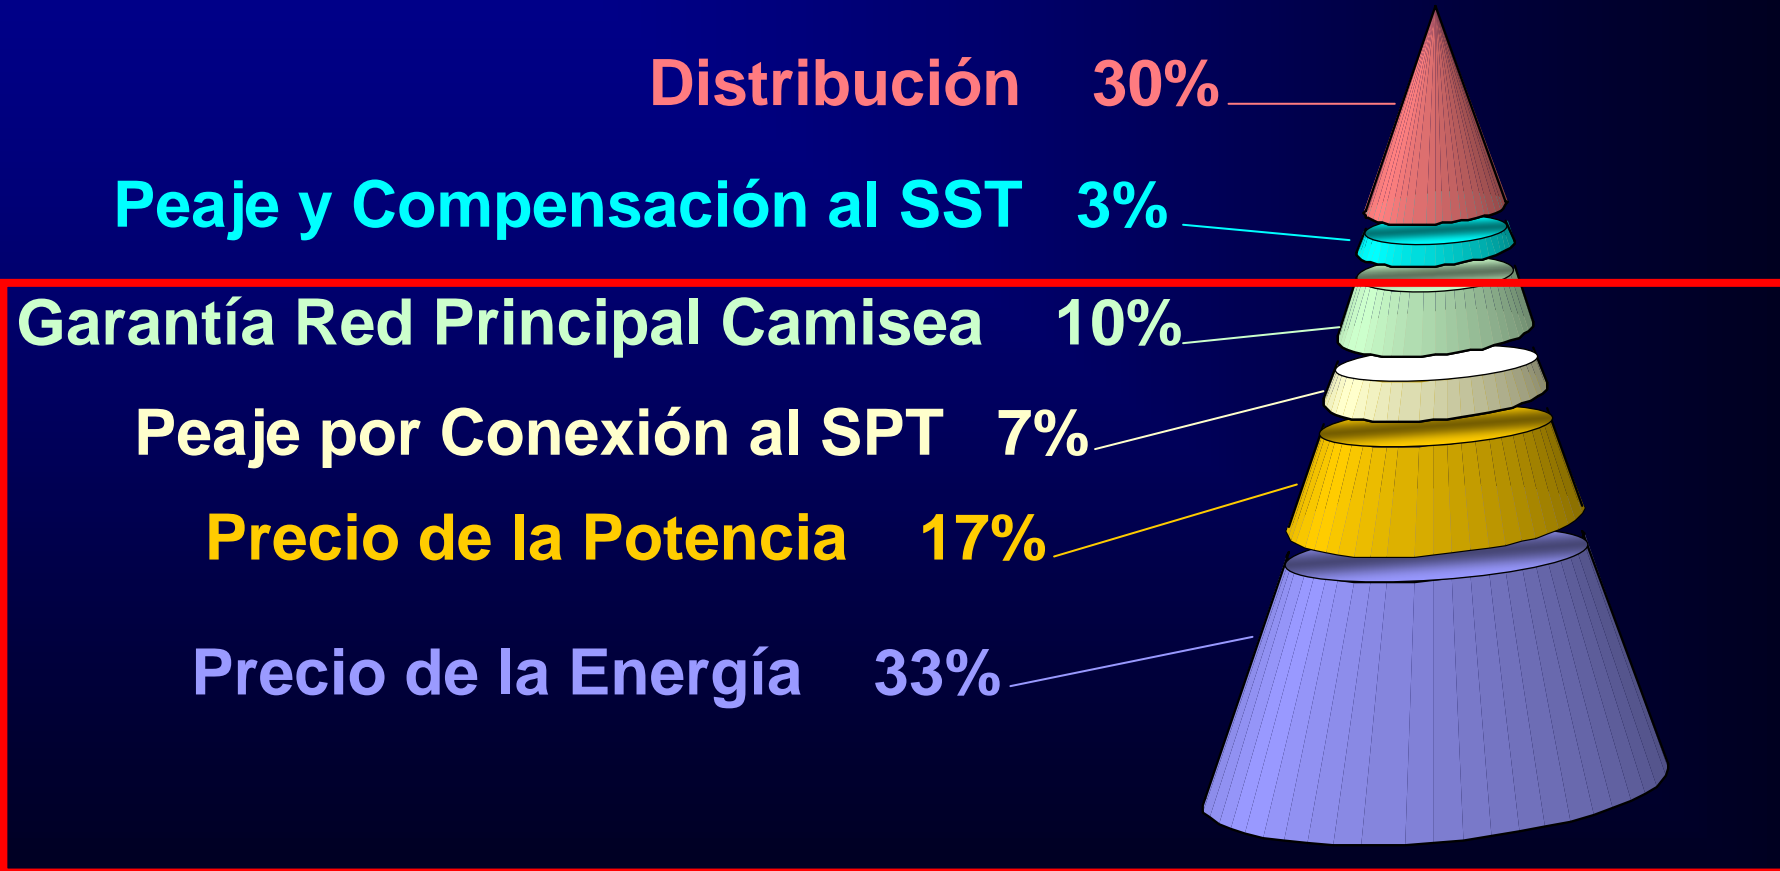 Distribución 30%
Peaje y Compensación al SST 3%
Garantía Red Principal Camisea 10%
Peaje por Conexión al SPT 7%
Precio de la Potencia 17%
Precio de la Energía 33%